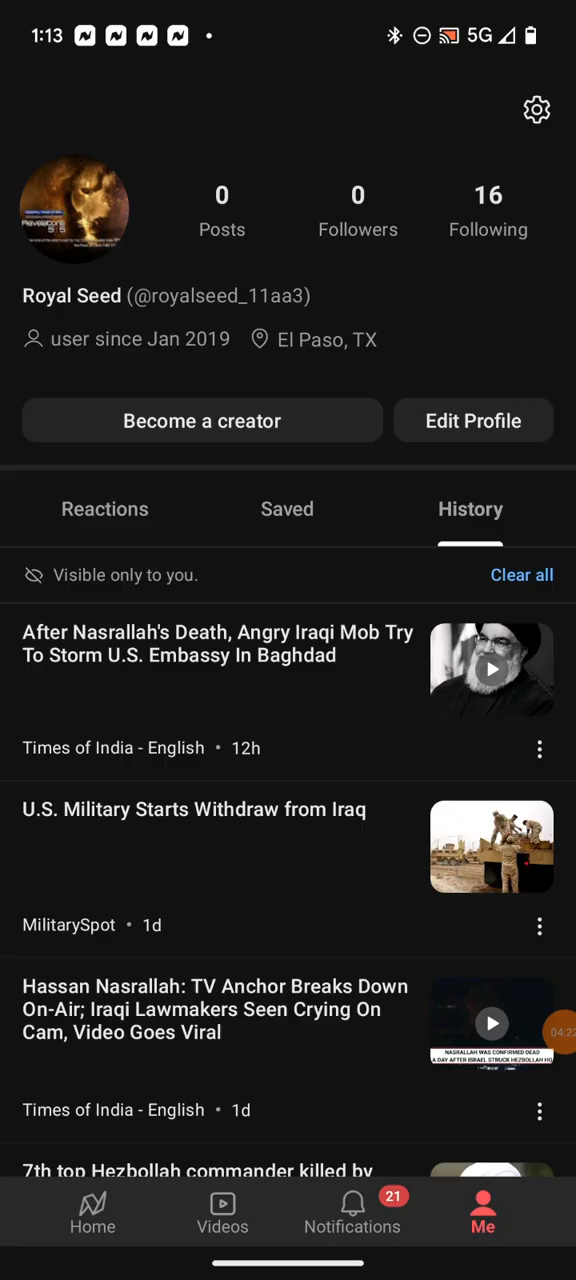 1:13
5G
Revelations
5:5
0
0
16
Posts
Followers
Following
Royal Seed (@royalseed_11aa3)
user since Jan 2019
El Paso, TX
Become a creator
Edit Profile
Reactions
Saved
History
Visible only to you.
Clear all
After Nasrallah's Death, Angry Iraqi Mob Try
To Storm U.S. Embassy In Baghdad
Times of India - English • 12h
U.S. Military Starts Withdraw from Iraq
MilitarySpot • 1d
Hassan Nasrallah: TV Anchor Breaks Down
On-Air; Iraqi Lawmakers Seen Crying On
Cam, Video Goes Viral
NASRALLAH WAS CONFIRMED DEAD
A DAY AFTER ISRAEL STRUCK HEZBOLLAH HQ
04:22
Times of India - English • 1d
7th top Hezbollah commander killed by
21
Home
Videos
Notifications
Me